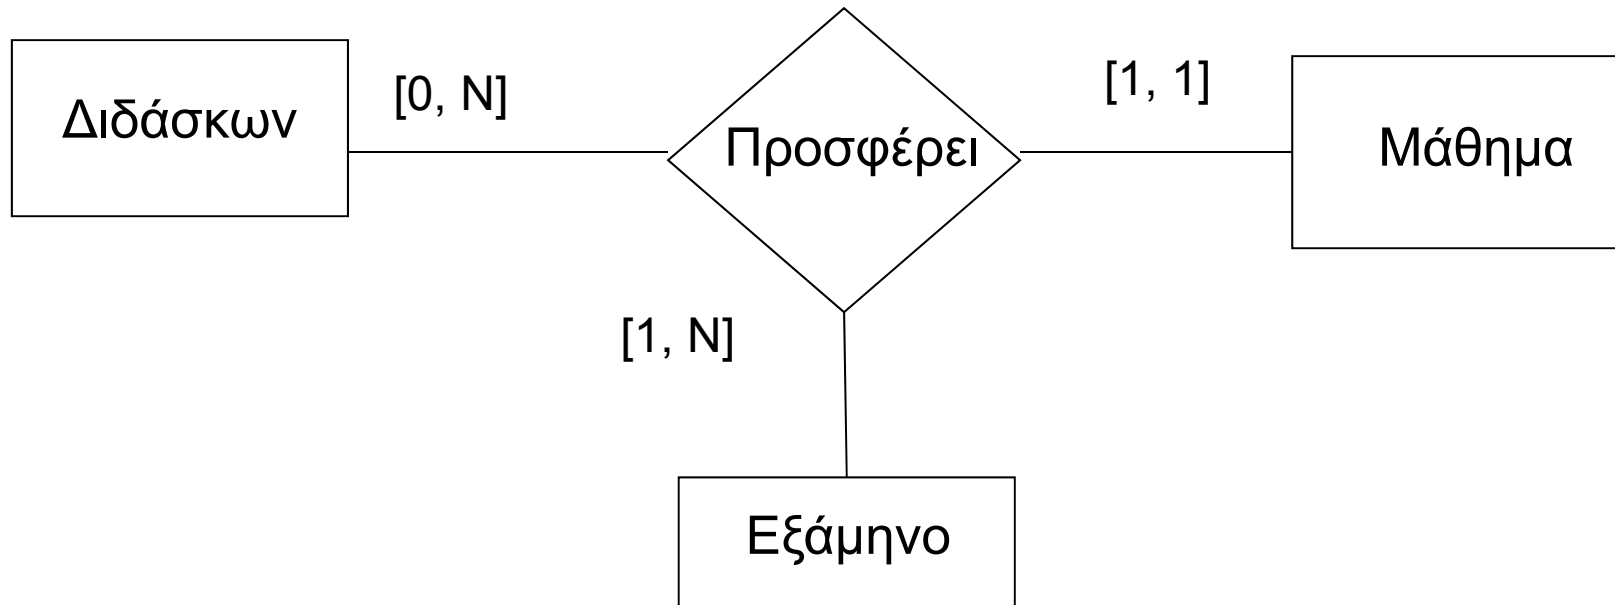 Διδάσκων
[0, N]
Προσφέρει
[1, 1]
Μάθημα
[1, N]
Εξάμηνο